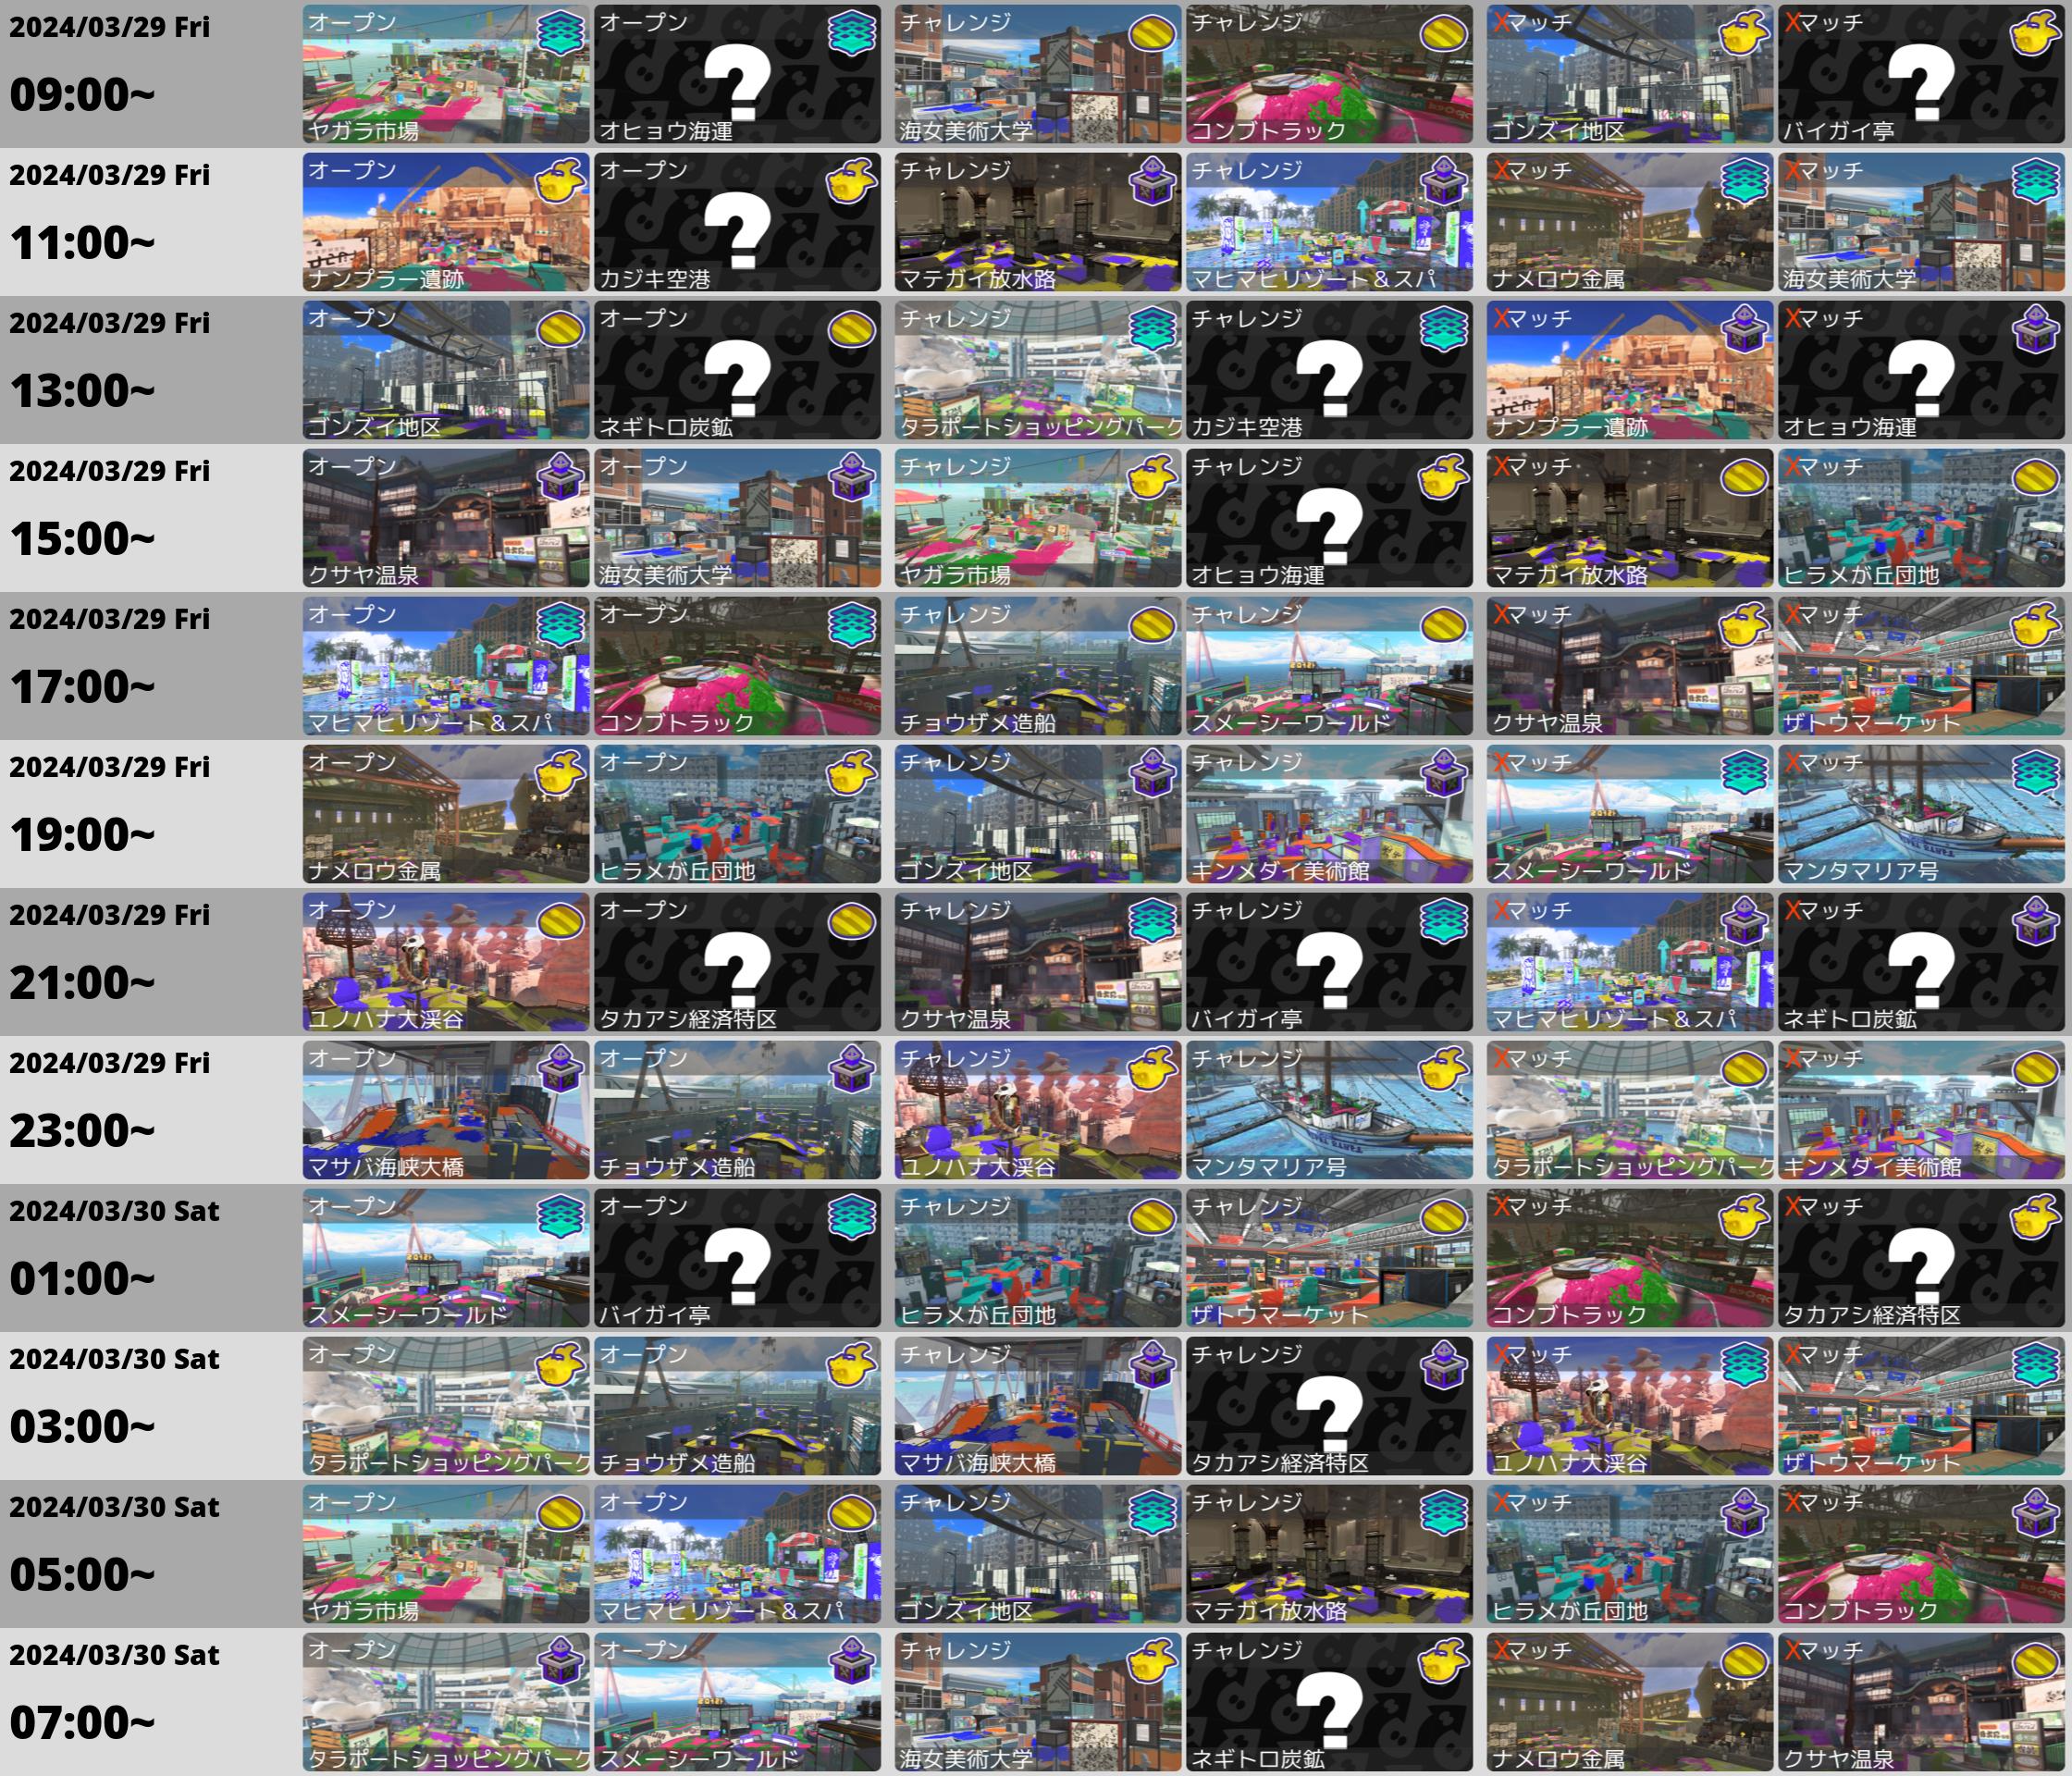 2024/03/29 Fri
09:00~
オープン
ヤガラ市場
オープン
オヒョウ海運
チャレンジ
海女美術大学
チャレンジ
コンブトラック
Xマッチ
ゴンズイ地区
Xマッチ
バイガイ亭
2024/03/29 Fri
11:00~
オープン
ナンプラー遺跡
オープン
カジキ空港
チャレンジ
マテガイ放水路
チャレンジ
マヒマヒリゾート&スパ
Xマッチ
ナメロウ金属
Xマッチ
海女美術大学
2024/03/29 Fri
13:00~
オープン
ゴンズイ地区
オープン
ネギトロ炭鉱
チャレンジ
タラポートショッピングパーク
チャレンジ
カジキ空港
Xマッチ
ナンプラー遺跡
Xマッチ
オヒョウ海運
2024/03/29 Fri
15:00~
オープン
クサヤ温泉
オープン
海女美術大学
チャレンジ
ヤガラ市場
チャレンジ
オヒョウ海運
Xマッチ
マテガイ放水路
Xマッチ
ヒラメが丘団地
2024/03/29 Fri
17:00~
オープン
マヒマヒリゾート&スパ
オープン
コンブトラック
チャレンジ
チョウザメ造船
チャレンジ
スメーシーワールド
Xマッチ
クサヤ温泉
Xマッチ
ザトウマーケット
2024/03/29 Fri
19:00~
オープン
ナメロウ金属
オープン
ヒラメが丘団地
チャレンジ
ゴンズイ地区
チャレンジ
キンメダイ美術館
Xマッチ
スメーシーワールド
Xマッチ
マンタマリア号
2024/03/29 Fri
21:00~
オープン
ユノハナ大渓谷
オープン
タカアシ経済特区
チャレンジ
クサヤ温泉
チャレンジ
バイガイ亭
Xマッチ
マヒマヒリゾート&スパ
Xマッチ
ネギトロ炭鉱
2024/03/29 Fri
23:00~
オープン
マサバ海峡大橋
オープン
チョウザメ造船
チャレンジ
ユノハナ大渓谷
チャレンジ
マンタマリア号
Xマッチ
タラポートショッピングパーク
Xマッチ
キンメダイ美術館
2024/03/30 Sat
01:00~
オープン
スメーシーワールド
オープン
バイガイ亭
チャレンジ
ヒラメが丘団地
チャレンジ
ザトウマーケット
Xマッチ
コンブトラック
Xマッチ
タカアシ経済特区
2024/03/30 Sat
03:00~
オープン
タラポートショッピングパーク
オープン
チョウザメ造船
チャレンジ
マサバ海峡大橋
チャレンジ
タカアシ経済特区
Xマッチ
ユノハナ大渓谷
Xマッチ
ザトウマーケット
2024/03/30 Sat
05:00~
オープン
ヤガラ市場
オープン
マヒマヒリゾート&スパ
チャレンジ
ゴンズイ地区
チャレンジ
マテガイ放水路
Xマッチ
ヒラメが丘団地
Xマッチ
コンブトラック
2024/03/30 Sat
07:00~
オープン
タラポートショッピングパーク
オープン
スメーシーワールド
チャレンジ
海女美術大学
チャレンジ
ネギトロ炭鉱
Xマッチ
ナメロウ金属
Xマッチ
クサヤ温泉